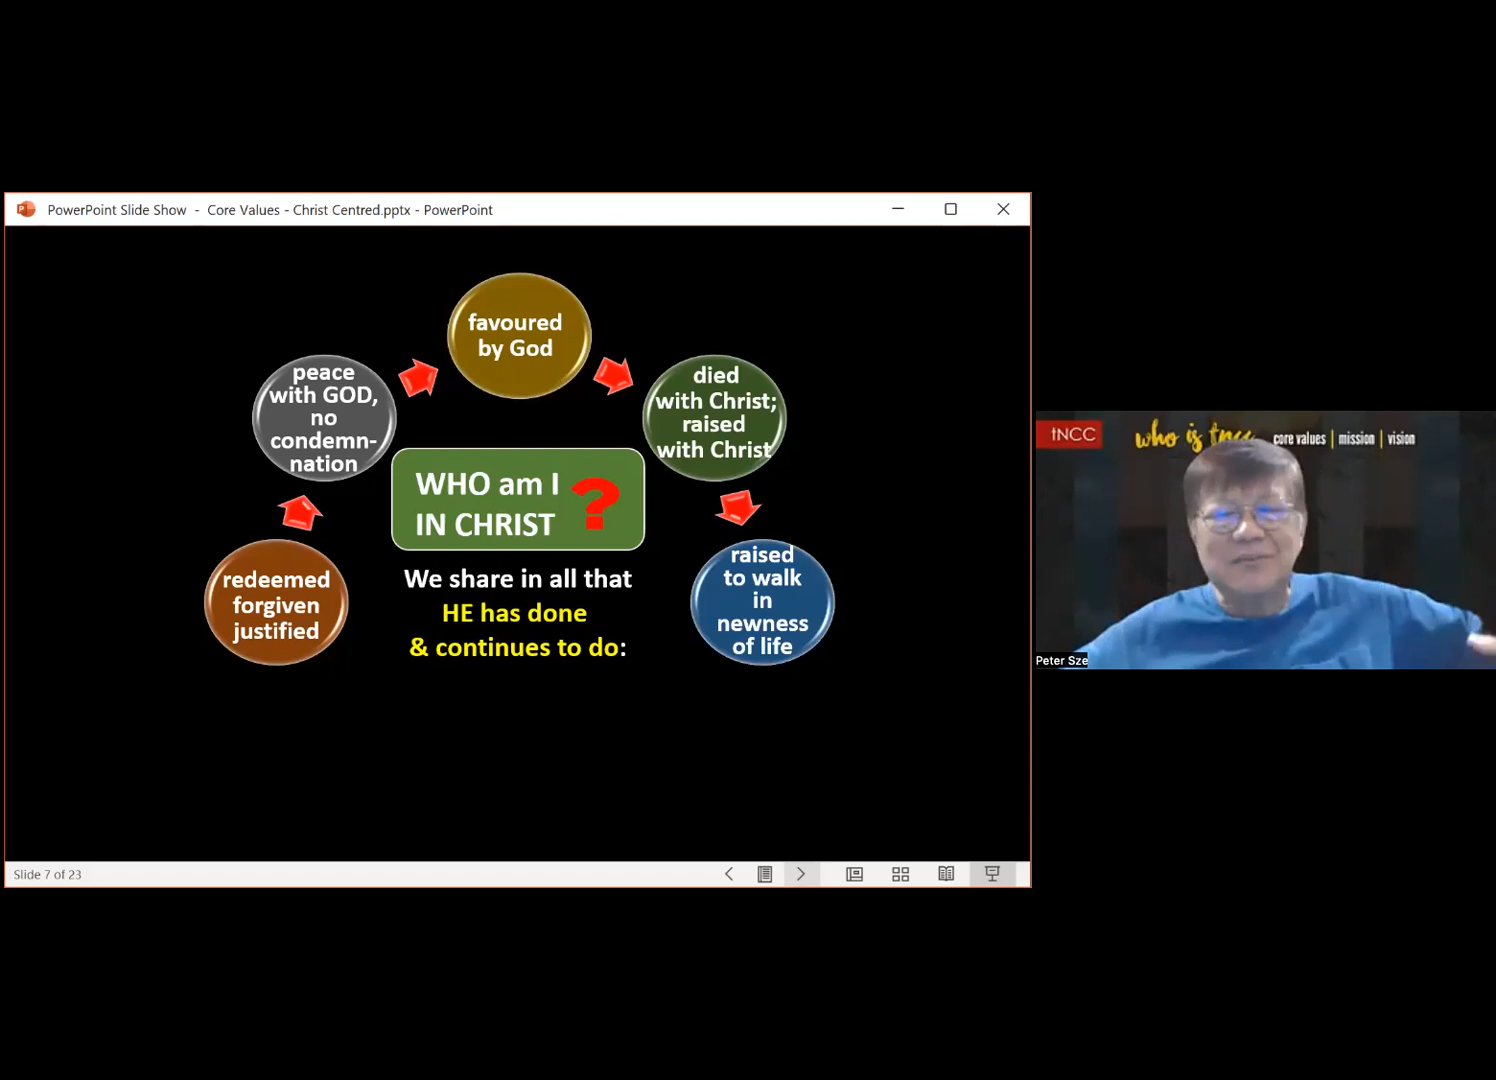 PowerPoint Slide Show - Core Values - Christ Centred.pptx - PowerPoint
favoured
by God
peace
with GOD,
no
condemn-
nation
died
with Christ;
raised
with Christ
WHO am I
IN CHRIST ?
redeemed
forgiven
justified
We share in all that
HE has done
& continues to do:
raised
to walk
in
newness
of life
Slide 7 of 23
tNCC
who is tncc core values | mission | vision
Peter Sze